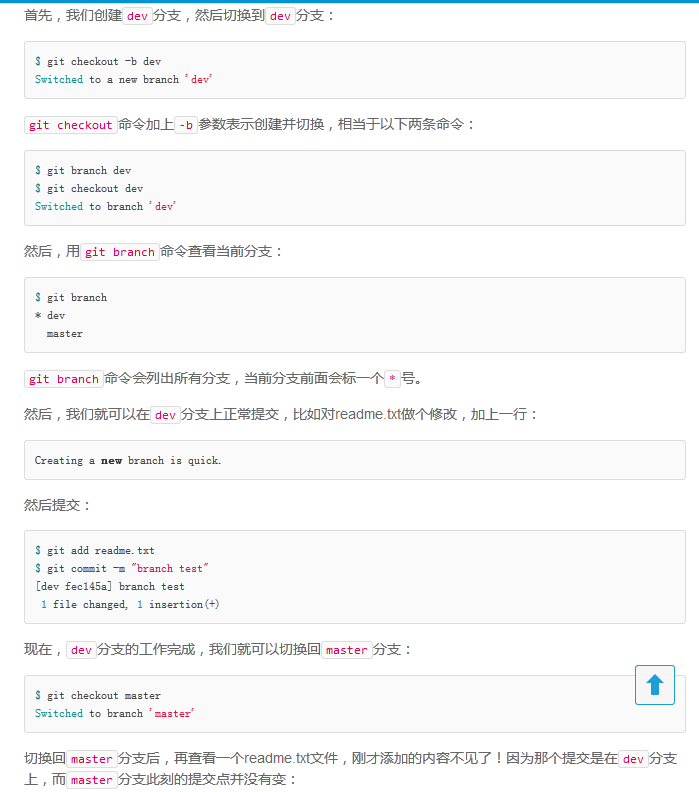 首先，我们创建dev分支，然后切换到dev分支：
$ git checkout -b dev
Switched to a new branch 'dev'
git checkout命令加上-b参数表示创建并切换，相当于以下两条命令：
$ git branch dev
$ git checkout dev
Switched to branch 'dev'
然后，用git branch命令查看当前分支：
$ git branch
* dev
  master
git branch命令会列出所有分支，当前分支前面会标一个*号。
然后，我们就可以在dev分支上正常提交，比如对readme.txt做个修改，加上一行：
Creating a new branch is quick.
然后提交：
$ git add readme.txt
$ git commit -m "branch test"
[dev fec145a] branch test
 1 file changed, 1 insertion(+)
现在，dev分支的工作完成，我们就可以切换回master分支：
$ git checkout master
Switched to branch 'master'
切换回master分支后，再查看一个readme.txt文件，刚才添加的内容不见了！因为那个提交是在dev分支
上，而master分支此刻的提交点并没有变：